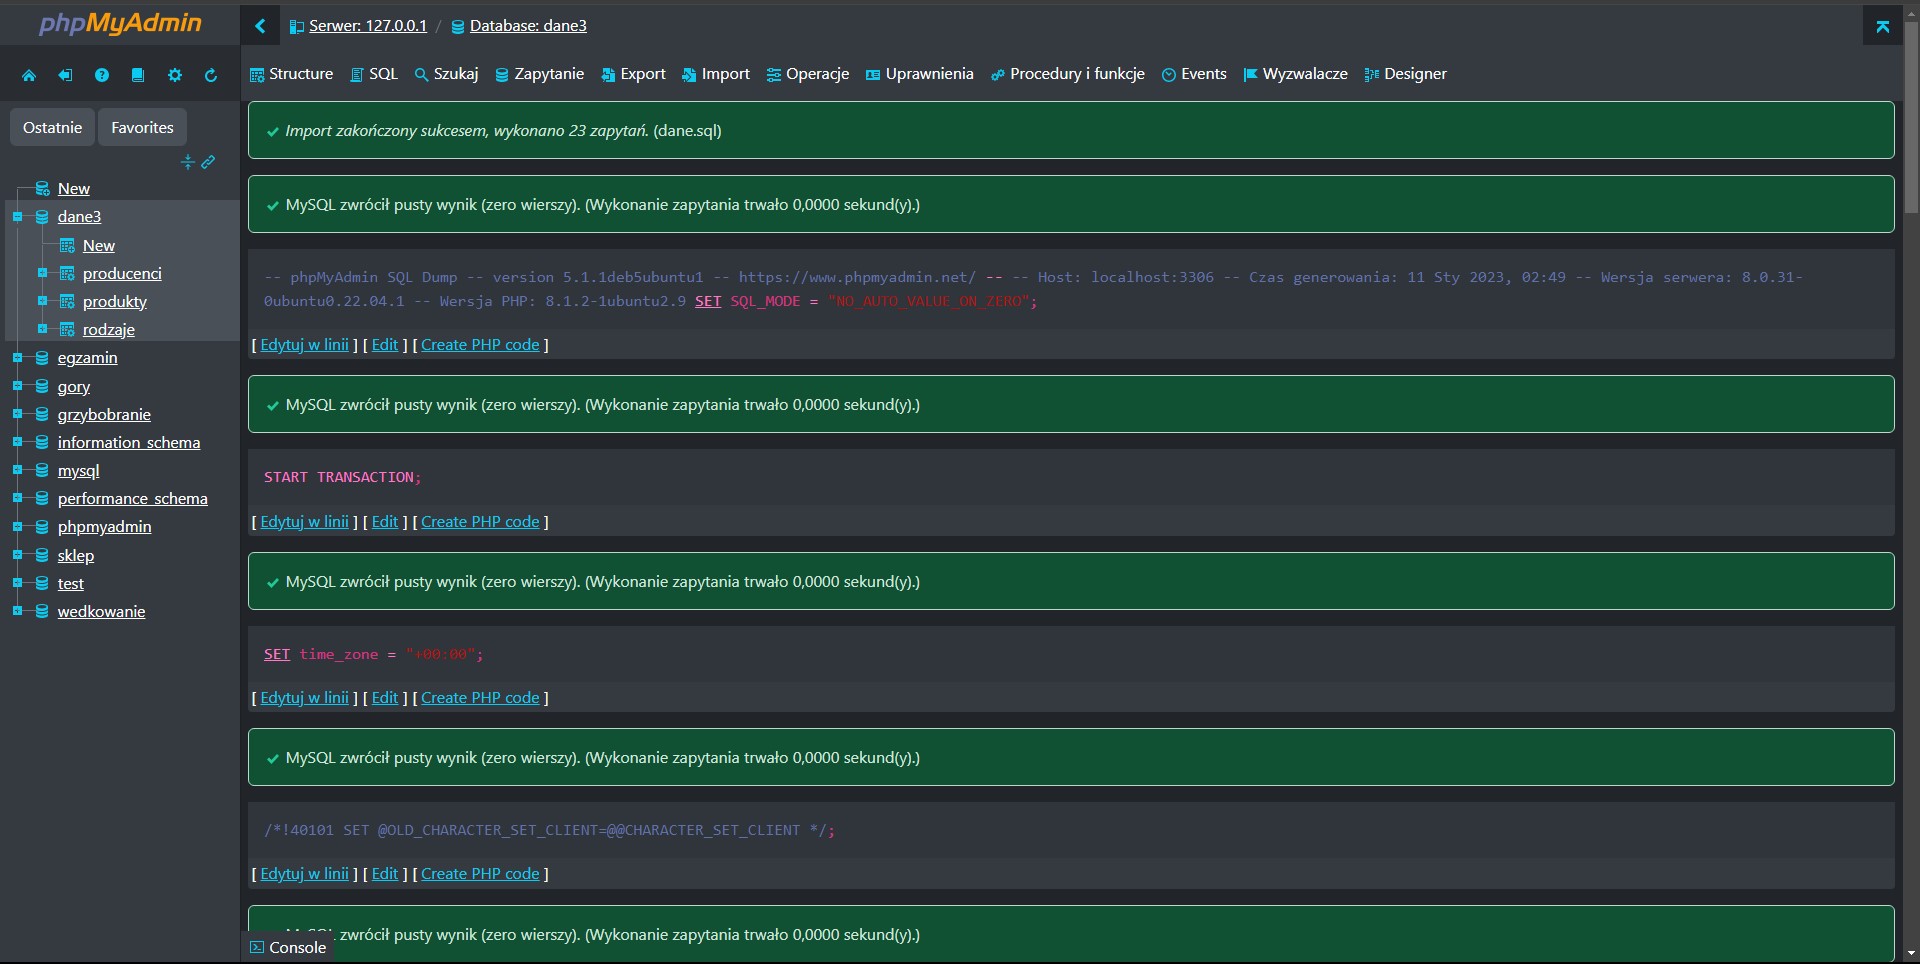 phpMyAdmin
Serwer: 127.0.0.1 / Database: dane3
Structure SQL Szukaj Zapytanie Export Import Operacje Uprawnienia Procedury i funkcje Events Wyzwalacze Designer
Ostatnie Favorites
New
dane3
New
producenci
produkty
rodzaje
egzamin
gory
grzybobranie
information_schema
mysql
performance_schema
phpmyadmin
sklep
test
wedkowanie
Import zakończony sukcesem, wykonano 23 zapytań. (dane.sql)
MySQL zwrócił pusty wynik (zero wierszy). (Wykonanie zapytania trwało 0,0000 sekund(y).)
-- phpMyAdmin SQL Dump -- version 5.1.1deb5ubuntu1 -- https://www.phpmyadmin.net/ -- -- Host: localhost:3306 -- Czas generowania: 11 Sty 2023, 02:49 -- Wersja serwera: 8.0.31-
0ubuntu0.22.04.1 -- Wersja PHP: 8.1.2-1ubuntu2.9 SET SQL_MODE = "NO_AUTO_VALUE_ON_ZERO";
[ Edytuj w linii ] [ Edit ] [ Create PHP code ]
MySQL zwrócił pusty wynik (zero wierszy). (Wykonanie zapytania trwało 0,0000 sekund(y).)
START TRANSACTION;
[ Edytuj w linii ] [ Edit ] [ Create PHP code ]
MySQL zwrócił pusty wynik (zero wierszy). (Wykonanie zapytania trwało 0,0000 sekund(y).)
SET time_zone = "+00:00";
[ Edytuj w linii ] [ Edit ] [ Create PHP code ]
MySQL zwrócił pusty wynik (zero wierszy). (Wykonanie zapytania trwało 0,0000 sekund(y).)
/*!40101 SET @OLD_CHARACTER_SET_CLIENT=@@CHARACTER_SET_CLIENT */;
[ Edytuj w linii ] [ Edit ] [ Create PHP code ]
MySQL zwrócił pusty wynik (zero wierszy). (Wykonanie zapytania trwało 0,0000 sekund(y).)
Console